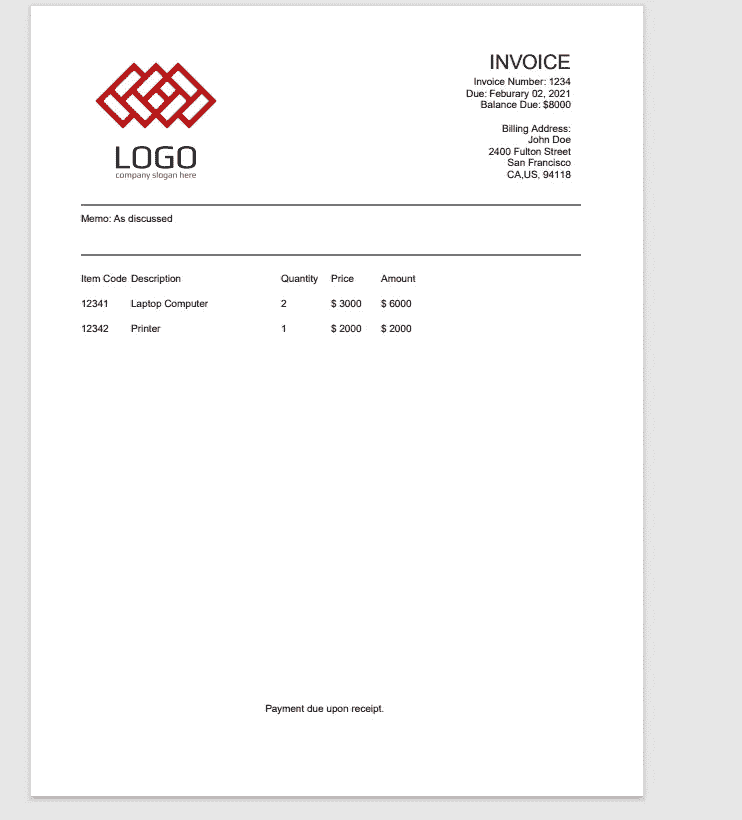 LOGO
company slogan here
INVOICE
Invoice Number: 1234
Due: Feburary 02, 2021
Balance Due: $8000
Billing Address:
John Doe
2400 Fulton Street
San Francisco
CA,US, 94118
Memo: As discussed
Item Code Description Quantity Price Amount
12341 Laptop Computer 2 $ 3000 $ 6000
12342 Printer 1 $ 2000 $ 2000
Payment due upon receipt.